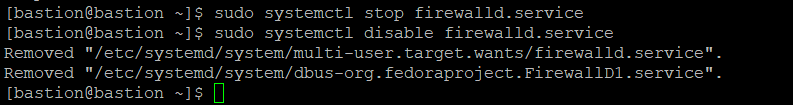 [bastion@bastion ~]$ sudo systemctl stop firewalld.service
[bastion@bastion ~]$ sudo systemctl disable firewalld.service
Removed "/etc/systemd/system/multi-user.target.wants/firewalld.service".
Removed "/etc/systemd/system/dbus-org.fedoraproject.FirewallD1.service".
[bastion@bastion ~]$